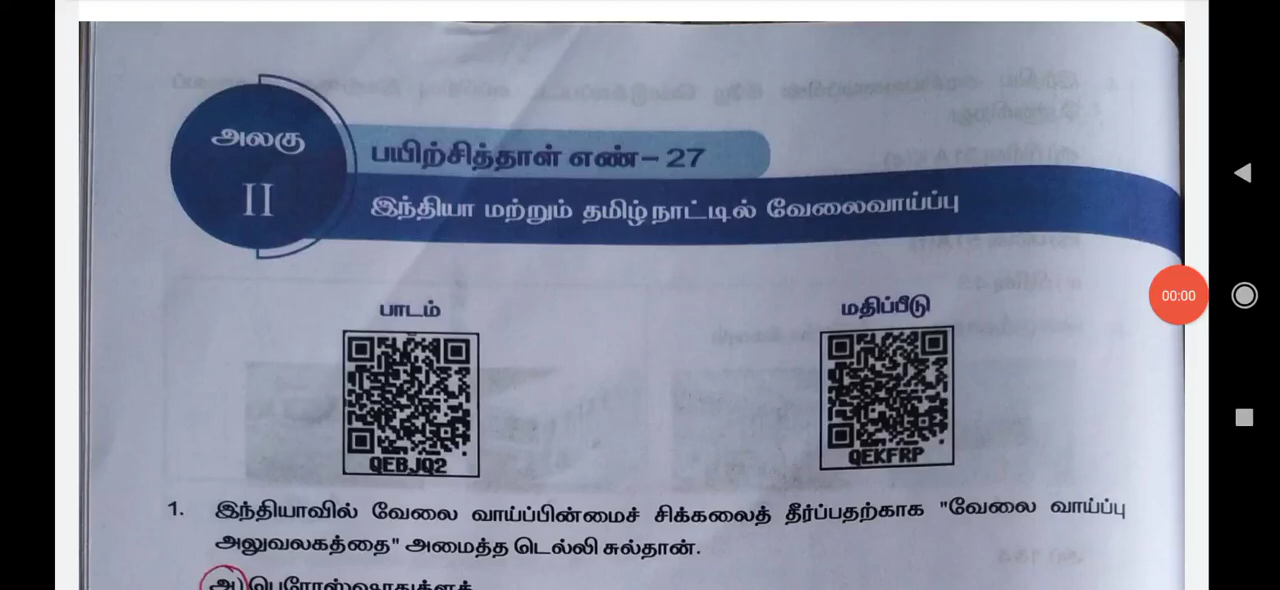 அலகு
II
பயிற்சித்தாள் எண்– 27
இந்தியா மற்றும் தமிழ்நாட்டில் வேலைவாய்ப்பு
பாடம்
மதிப்பீடு
QEBJQ2
QEKFRP
00:00
1. இந்தியாவில் வேலை வாய்ப்பின்மைச் சிக்கலைத் தீர்ப்பதற்காக "வேலை வாய்ப்பு
அலுவலகத்தை" அமைத்த டெல்லி சுல்தான்.
அ)